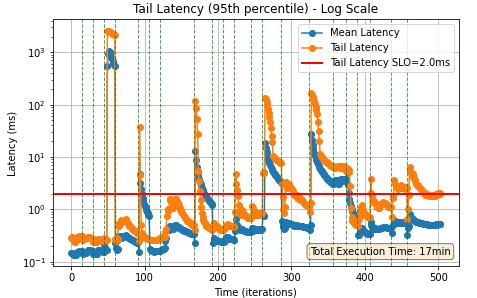 Tail Latency (95th percentile) - Log Scale
Mean Latency
Tail Latency
Tail Latency SLO=2.0ms
Latency (ms)
10³
10²
10¹
10⁰
10⁻¹
Total Execution Time: 17min
0 100 200 300 400 500
Time (iterations)